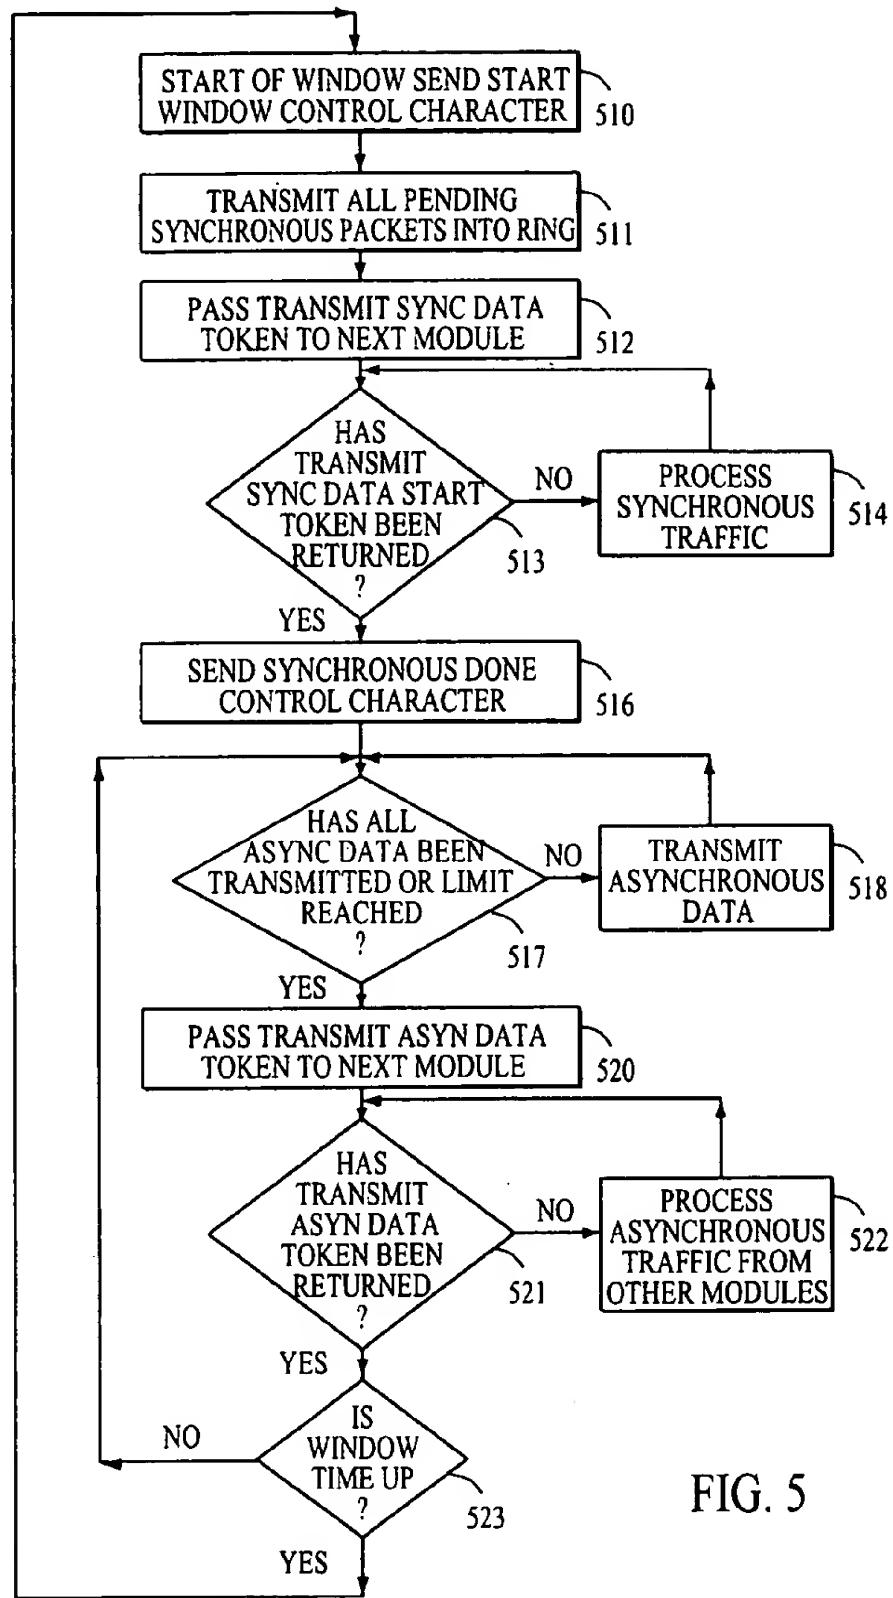 START OF WINDOW SEND START
WINDOW CONTROL CHARACTER
510
TRANSMIT ALL PENDING
SYNCHRONOUS PACKETS INTO RING
511
PASS TRANSMIT SYNC DATA
TOKEN TO NEXT MODULE
512
HAS
TRANSMIT
SYNC DATA START
TOKEN BEEN
RETURNED
?
513
NO
PROCESS
SYNCHRONOUS
TRAFFIC
514
YES
SEND SYNCHRONOUS DONE
CONTROL CHARACTER
516
HAS ALL
ASYNC DATA BEEN
TRANSMITTED OR LIMIT
REACHED
?
517
NO
TRANSMIT
ASYNCHRONOUS
DATA
518
YES
PASS TRANSMIT ASYN DATA
TOKEN TO NEXT MODULE
520
HAS
TRANSMIT
ASYN DATA
TOKEN BEEN
RETURNED
?
521
NO
PROCESS
ASYNCHRONOUS
TRAFFIC FROM
OTHER MODULES
522
YES
IS
WINDOW
TIME UP
?
523
NO
YES
FIG. 5